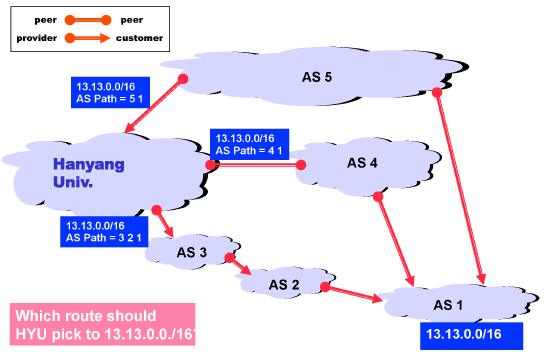 peer peer
provider customer
AS 5
13.13.0.0/16
AS Path = 5 1
13.13.0.0/16
AS Path = 4 1
Hanyang
Univ.
AS 4
13.13.0.0/16
AS Path = 3 2 1
AS 3
AS 2
AS 1
13.13.0.0/16
Which route should
HYU pick to 13.13.0.0./16?